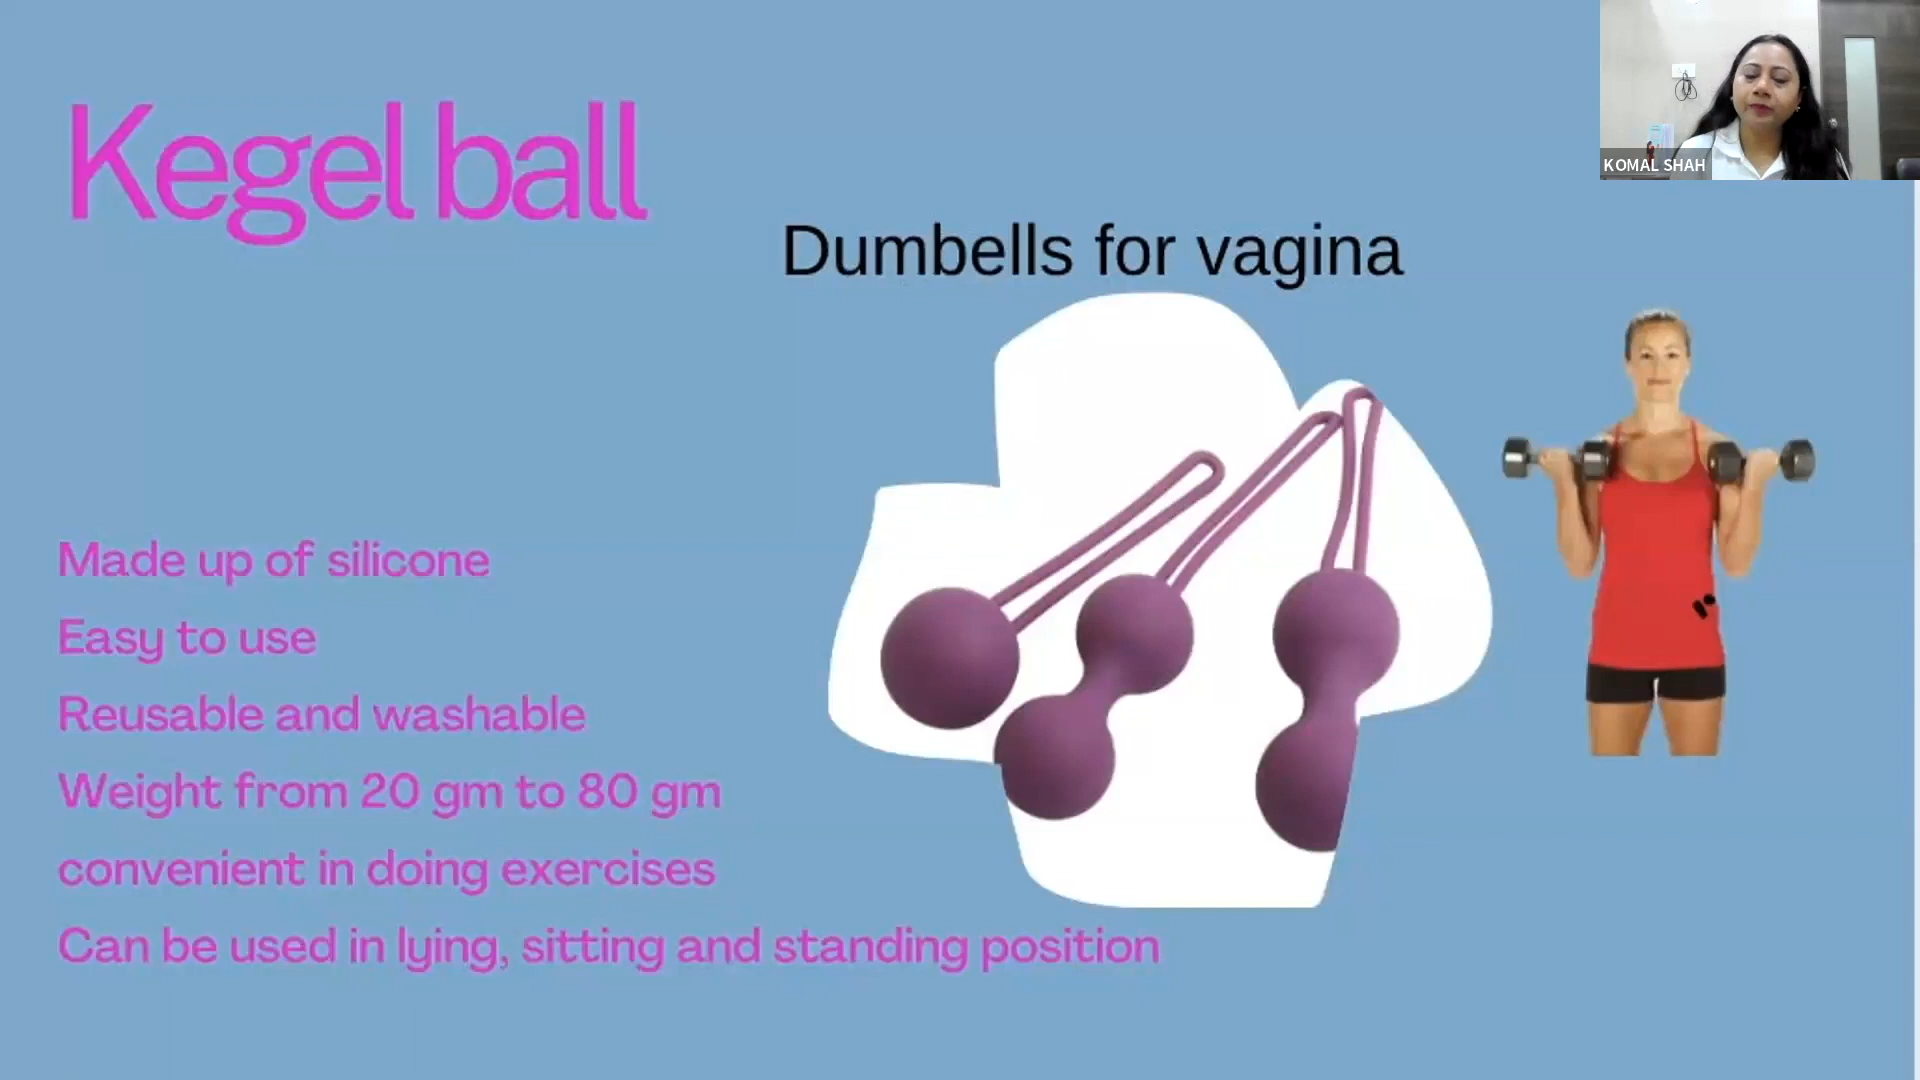 KOMAL SHAH
Kegel ball
Dumbells for vagina
Made up of silicone
Easy to use
Reusable and washable
Weight from 20 gm to 80 gm
convenient in doing exercises
Can be used in lying, sitting and standing position